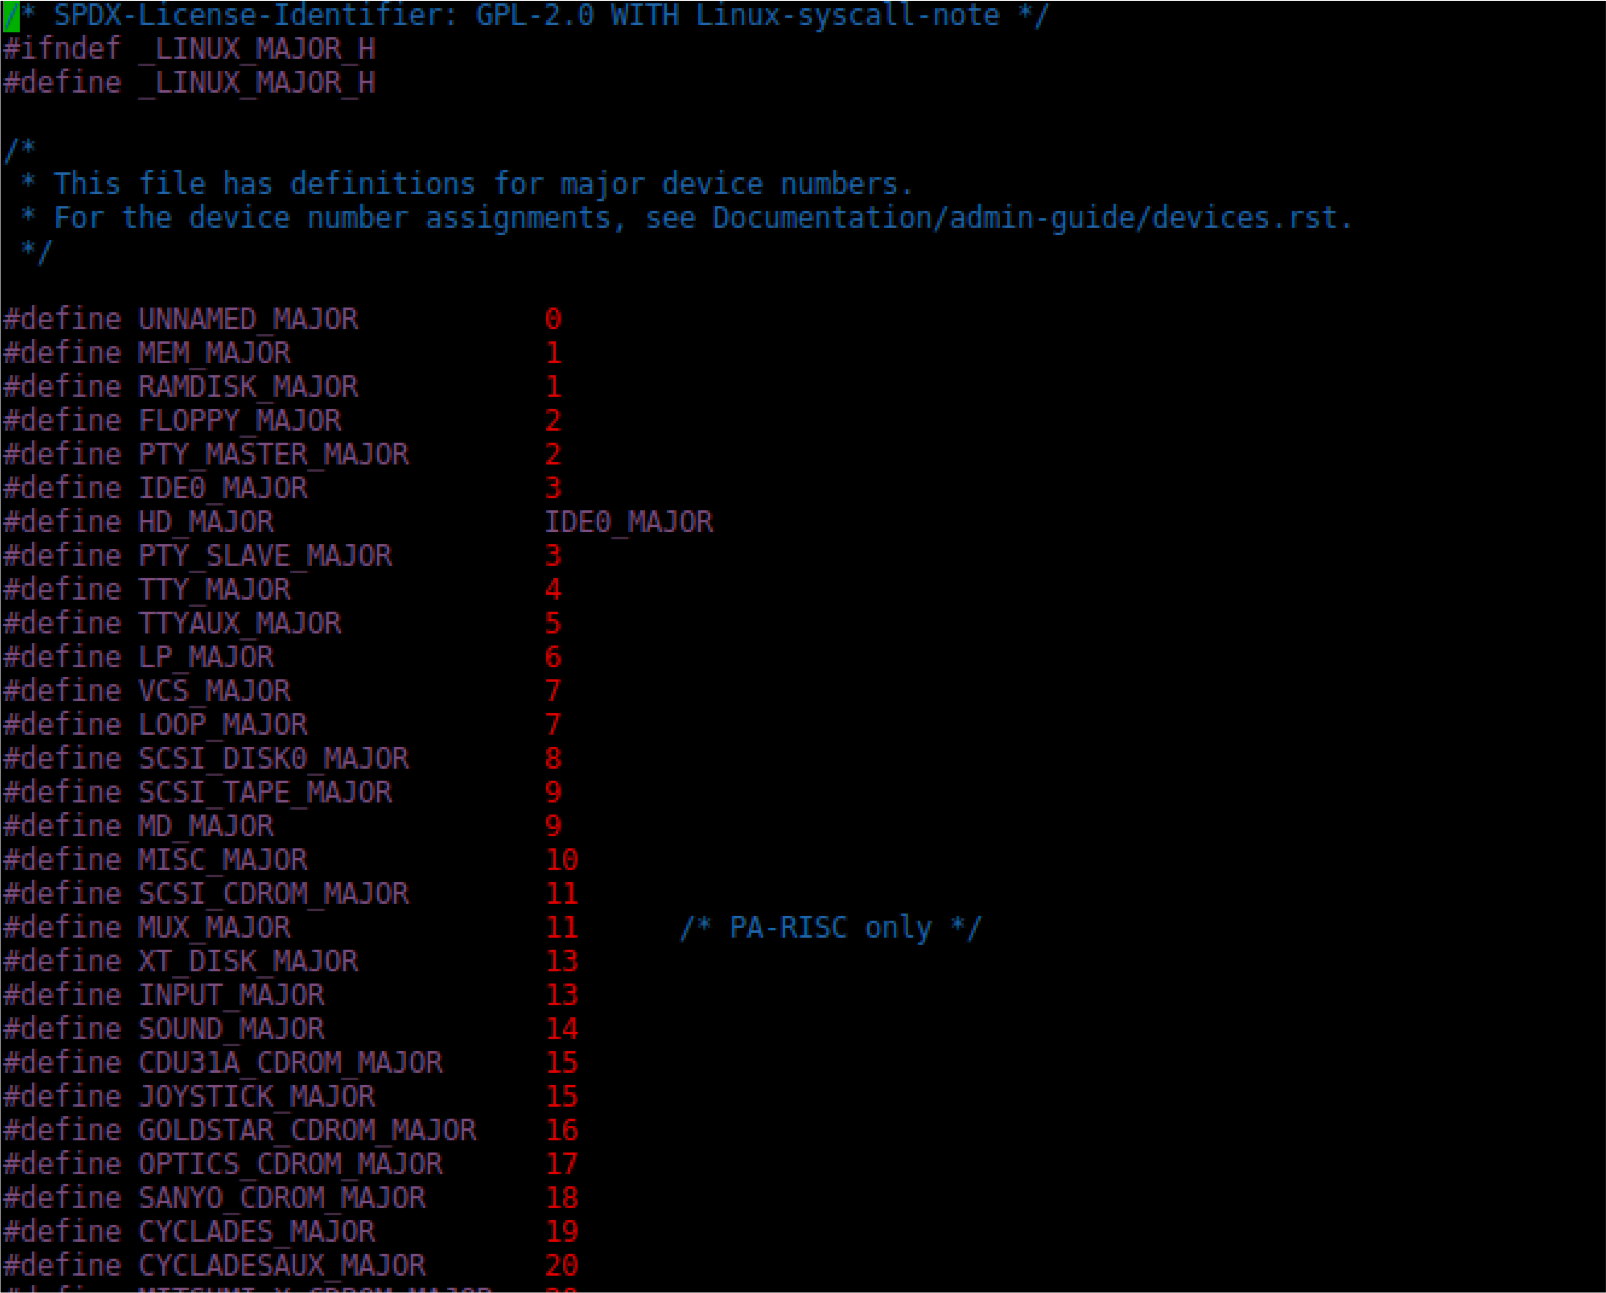 /* SPDX-License-Identifier: GPL-2.0 WITH Linux-syscall-note */
#ifndef _LINUX_MAJOR_H
#define _LINUX_MAJOR_H
/*
 * This file has definitions for major device numbers.
 * For the device number assignments, see Documentation/admin-guide/devices.rst.
 */
#define UNNAMED_MAJOR 0
#define MEM_MAJOR 1
#define RAMDISK_MAJOR 1
#define FLOPPY_MAJOR 2
#define PTY_MASTER_MAJOR 2
#define IDE0_MAJOR 3
#define HD_MAJOR IDE0_MAJOR
#define PTY_SLAVE_MAJOR 3
#define TTY_MAJOR 4
#define TTYAUX_MAJOR 5
#define LP_MAJOR 6
#define VCS_MAJOR 7
#define LOOP_MAJOR 7
#define SCSI_DISK0_MAJOR 8
#define SCSI_TAPE_MAJOR 9
#define MD_MAJOR 9
#define MISC_MAJOR 10
#define SCSI_CDROM_MAJOR 11
#define MUX_MAJOR 11 /* PA-RISC only */
#define XT_DISK_MAJOR 13
#define INPUT_MAJOR 13
#define SOUND_MAJOR 14
#define CDU31A_CDROM_MAJOR 15
#define JOYSTICK_MAJOR 15
#define GOLDSTAR_CDROM_MAJOR 16
#define OPTICS_CDROM_MAJOR 17
#define SANYO_CDROM_MAJOR 18
#define CYCLADES_MAJOR 19
#define CYCLADESAUX_MAJOR 20